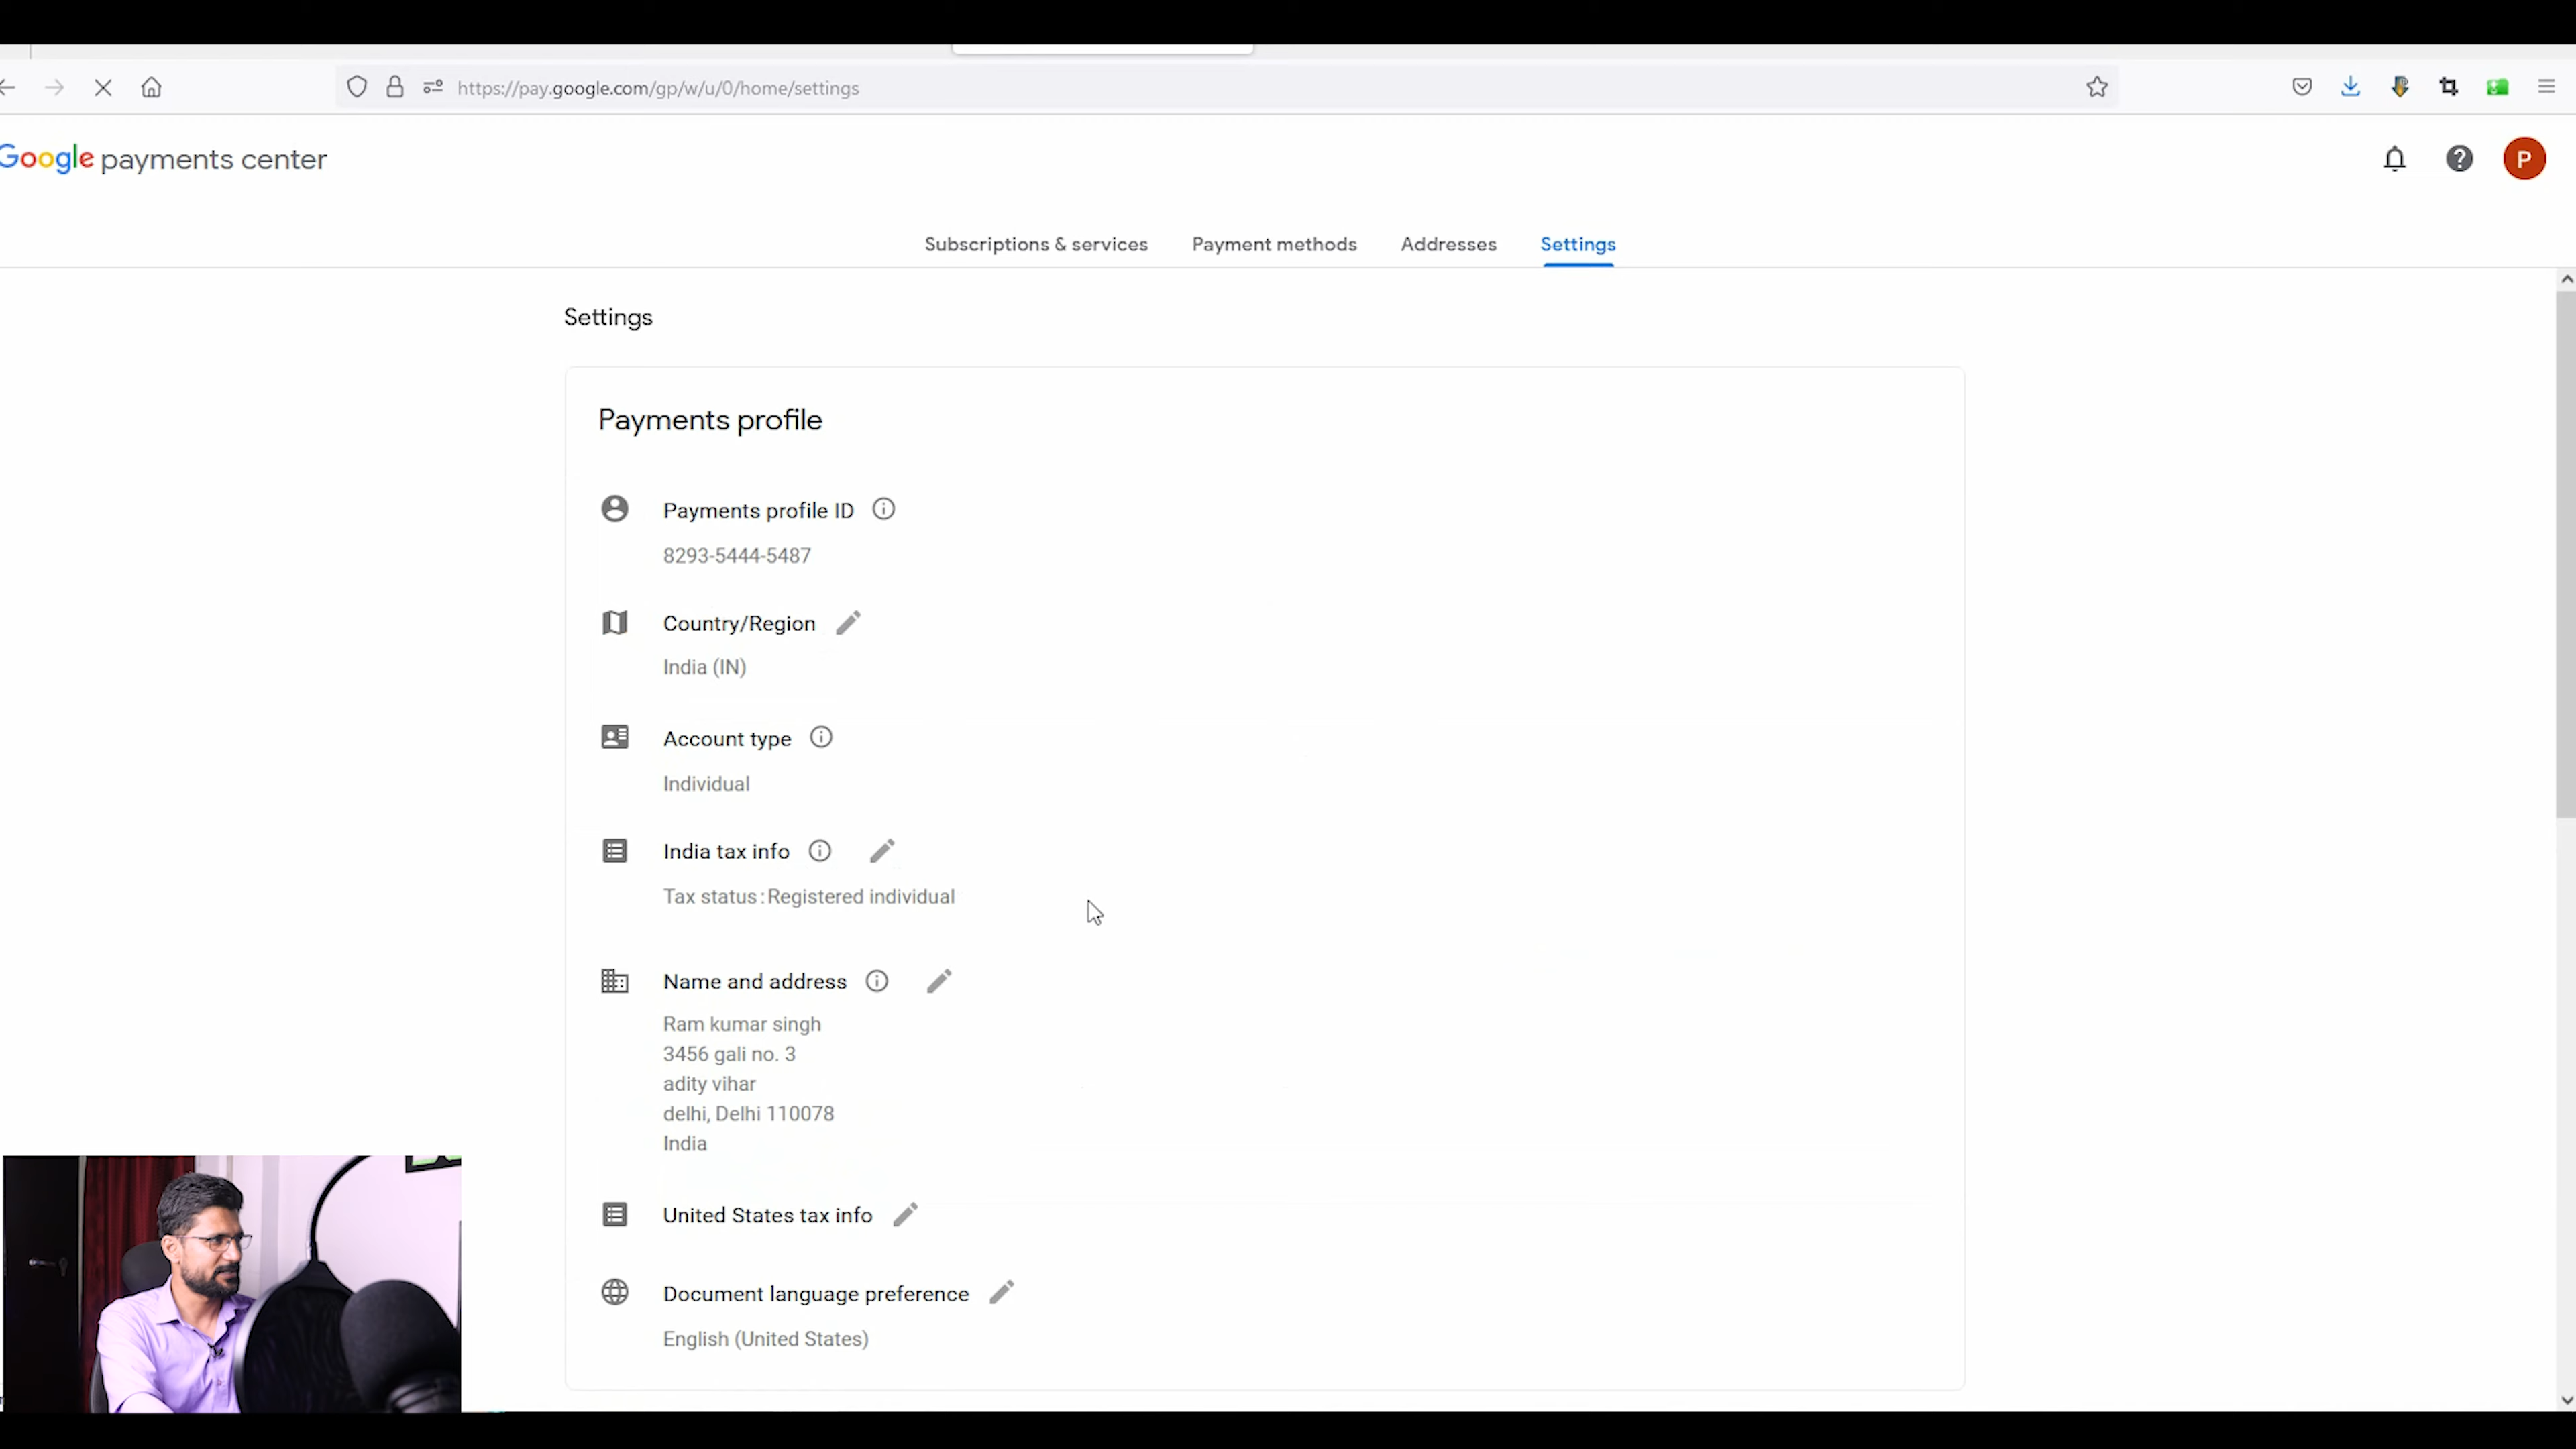 https://pay.google.com/gp/w/u/0/home/settings
Google payments center
P
Subscriptions & services
Payment methods
Addresses
Settings
Settings
Payments profile
Payments profile ID
8293-5444-5487
Country/Region
India (IN)
Account type
Individual
India tax info
Tax status: Registered individual
Name and address
Ram kumar singh
3456 gali no. 3
adity vihar
delhi, Delhi 110078
India
United States tax info
Document language preference
English (United States)